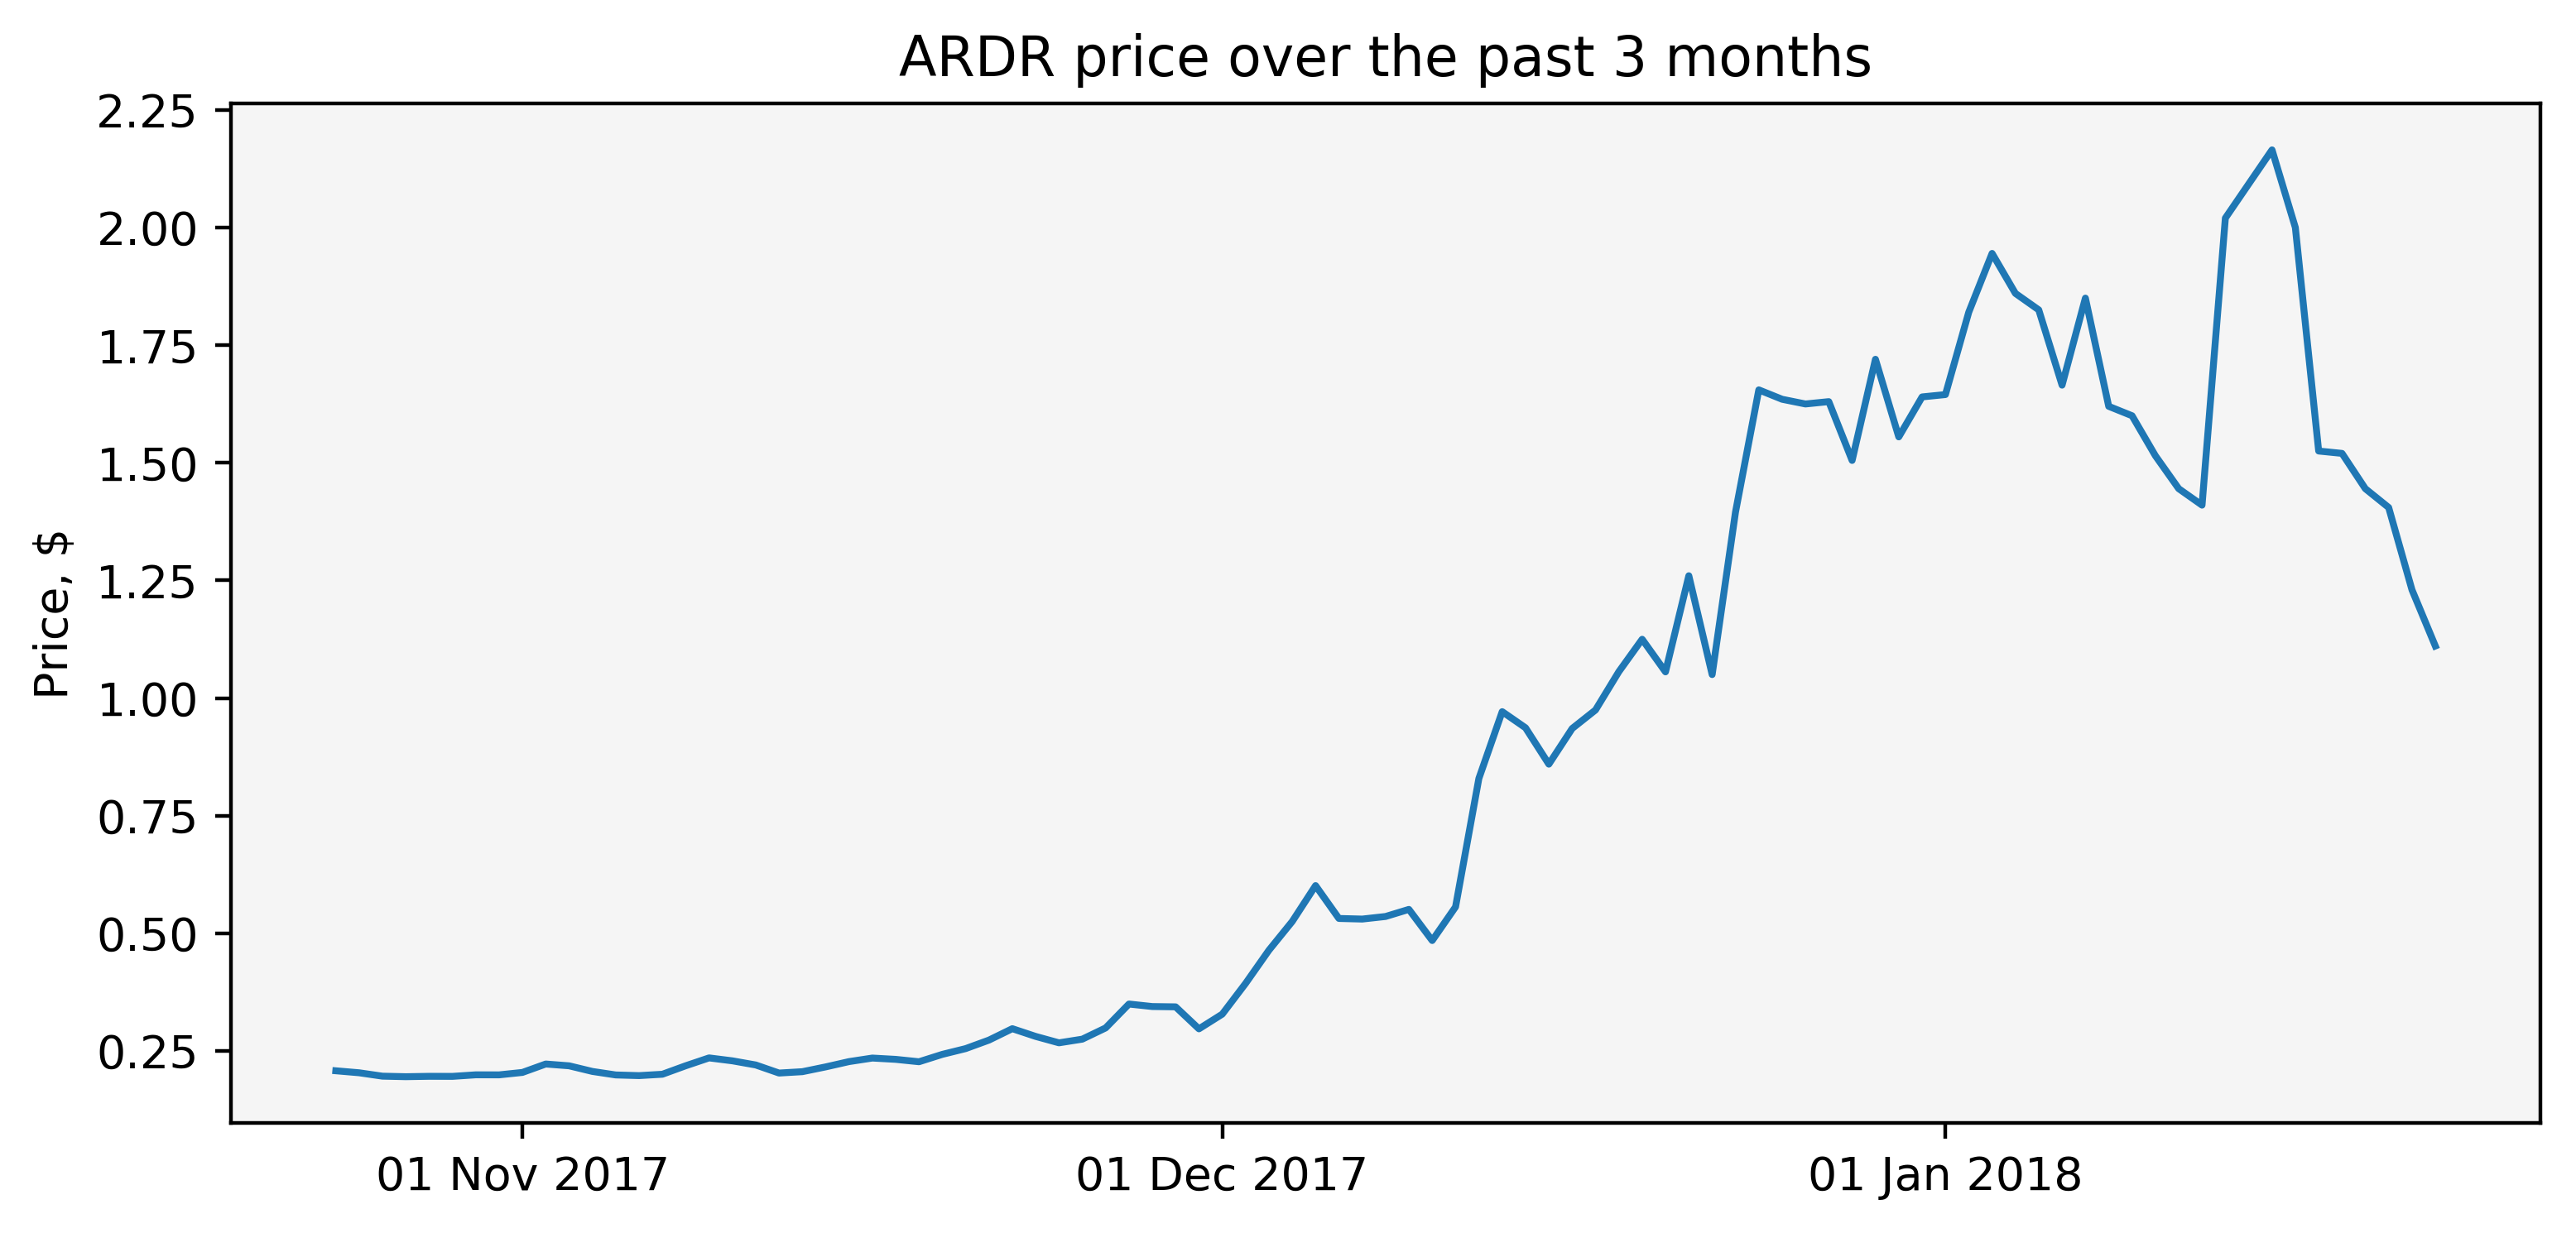 ARDR price over the past 3 months
Price, $
2.25
2.00
1.75
1.50
1.25
1.00
0.75
0.50
0.25
01 Nov 2017
01 Dec 2017
01 Jan 2018